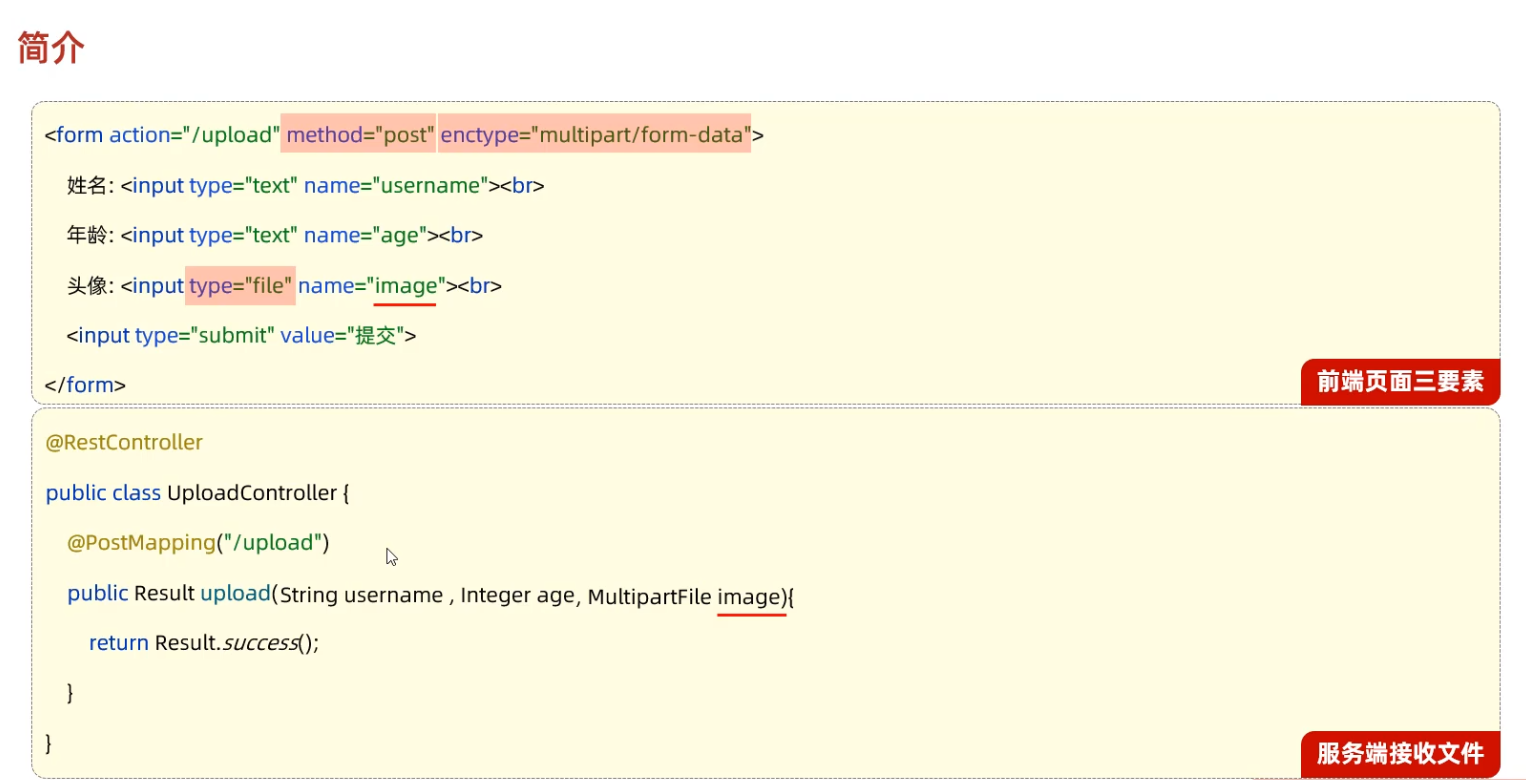 简介
<form action="/upload" method="post" enctype="multipart/form-data">
姓名: <input type="text" name="username"><br>
年龄: <input type="text" name="age"><br>
头像: <input type="file" name="image"><br>
<input type="submit" value="提交">
</form>
前端页面三要素
@RestController
public class UploadController {
@PostMapping("/upload")
public Result upload(String username , Integer age, MultipartFile image){
return Result.success();
}
}
服务端接收文件